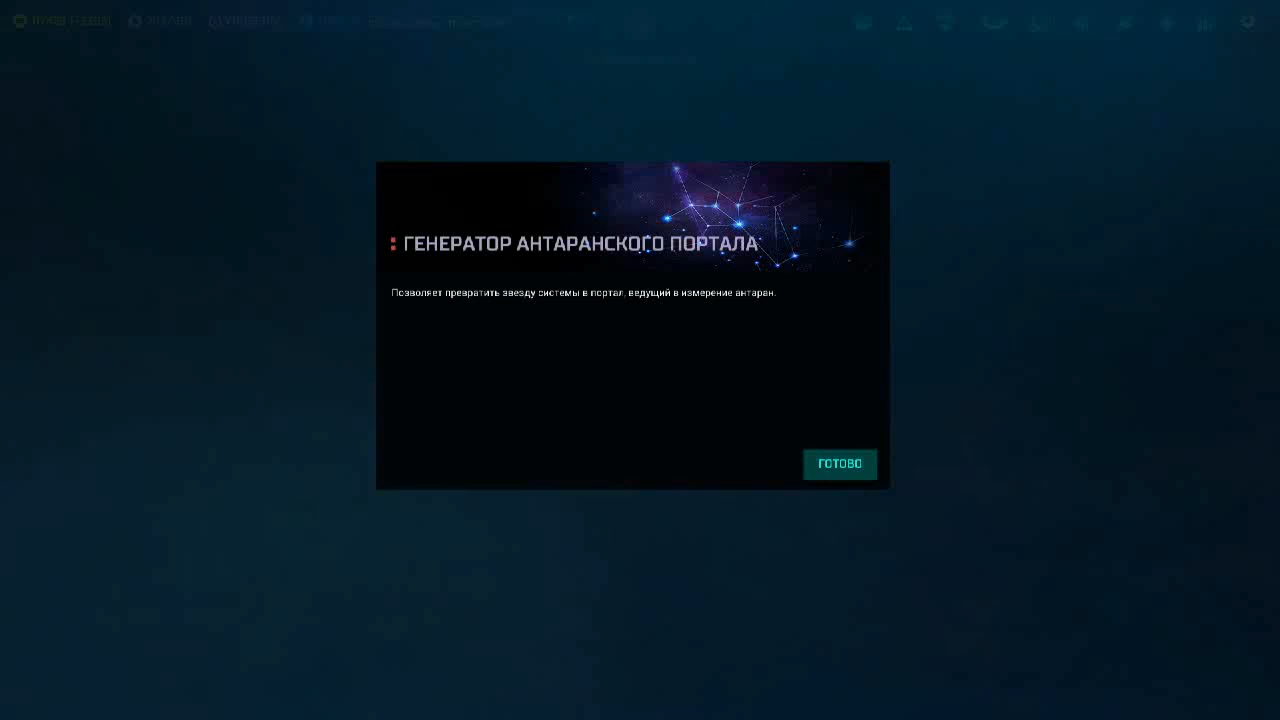 ГЕНЕРАТОР АНТАРАНСКОГО ПОРТАЛА
Позволяет превратить звезду системы в портал, ведущий в измерение антаран.
ГОТОВО